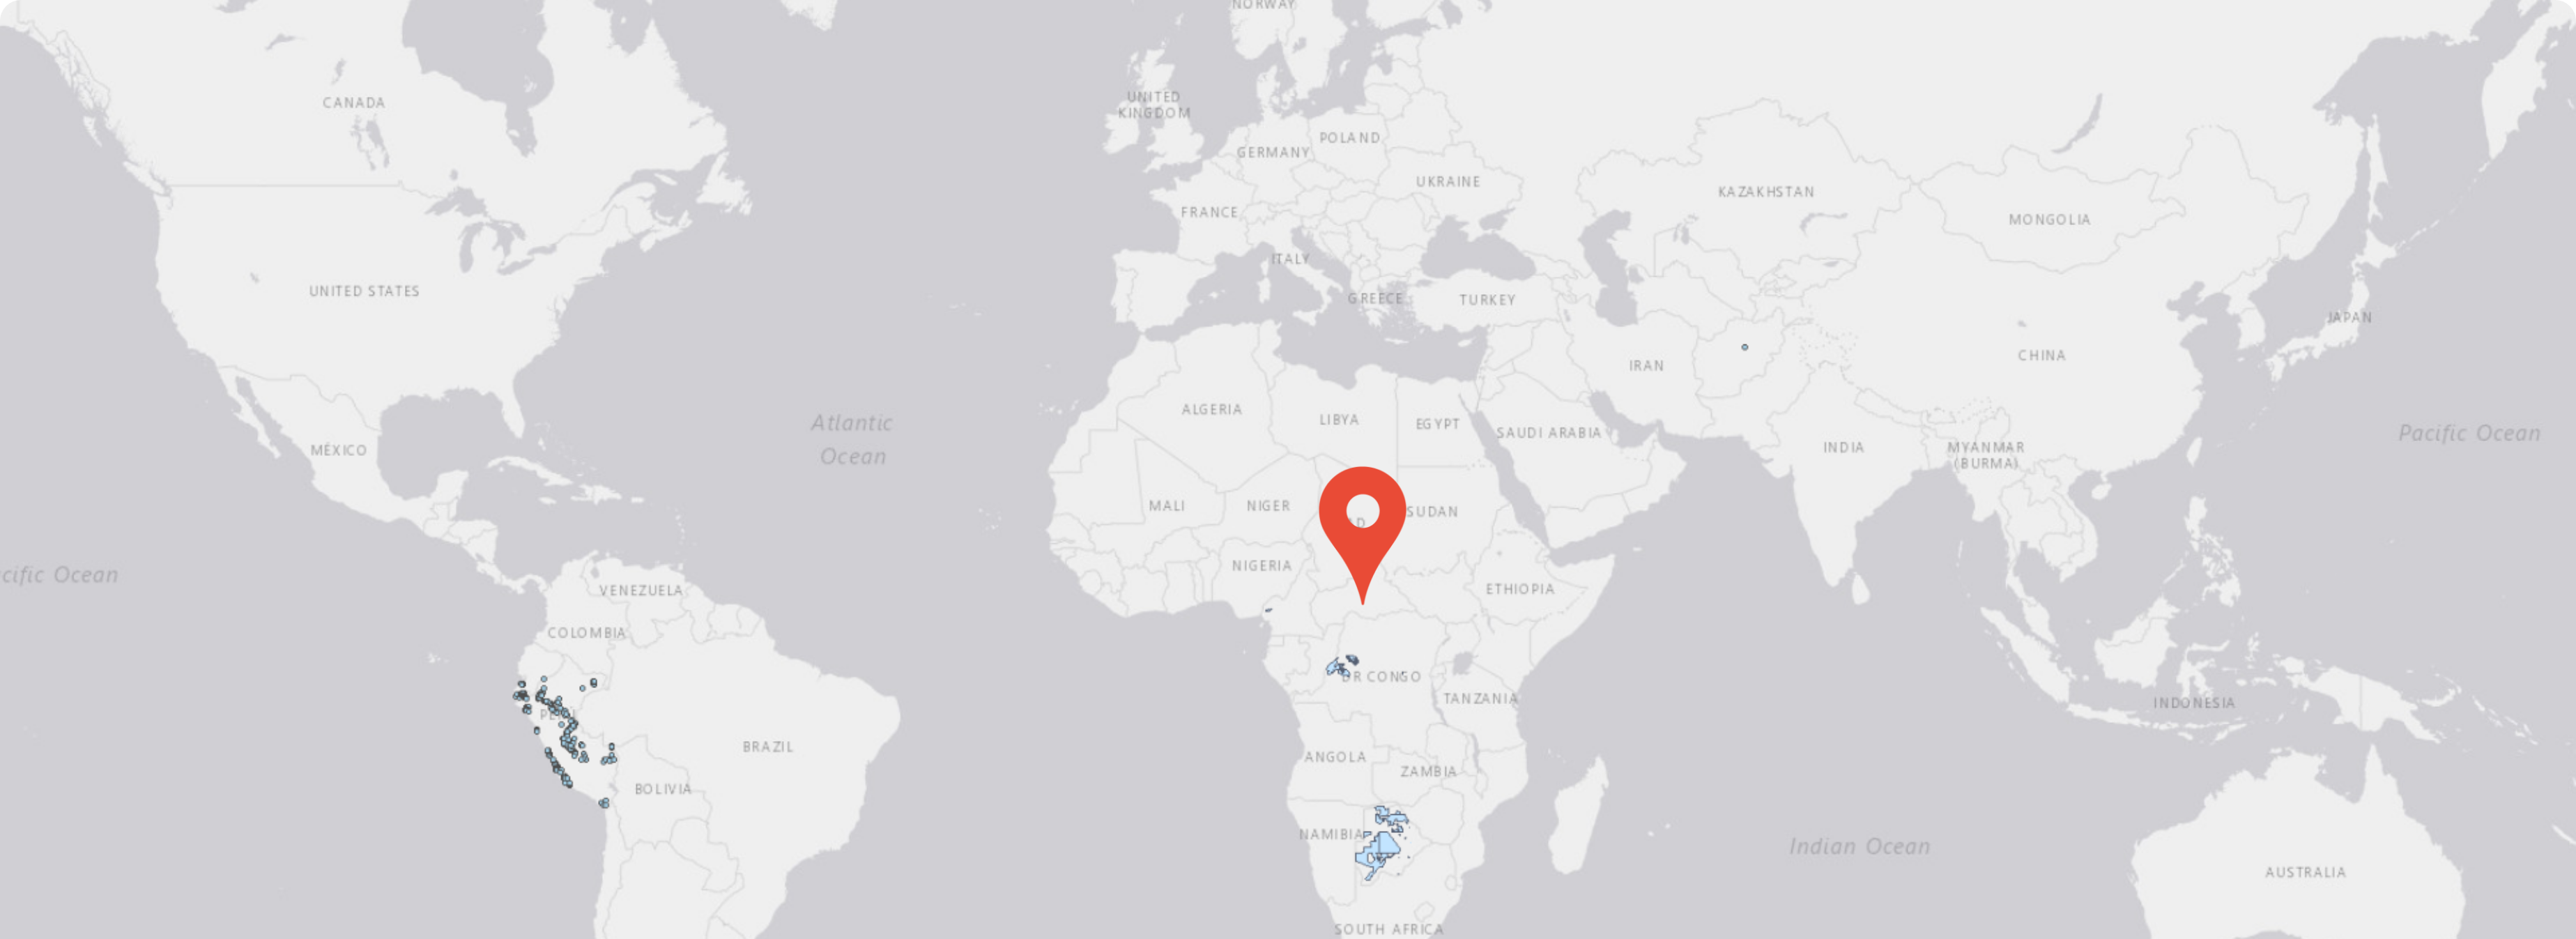 NORWAY
CANADA
UNITED
KINGDOM
POLAND
GERMANY
UKRAINE
KAZAKHSTAN
FRANCE
MONGOLIA
ITALY
UNITED STATES
GREECE
TURKEY
JAPAN
CHINA
IRAN
ALGERIA
LIBYA
EGYPT
Atlantic
Ocean
SAUDI ARABIA
Pacific Ocean
MÉXICO
INDIA
MYANMAR
(BURMA)
MALI
NIGER
SUDAN
D
NIGERIA
cific Ocean
VENEZUELA
ETHIOPIA
COLOMBIA
DR CONGO
TANZANIA
INDONESIA
BRAZIL
ANGOLA
ZAMBIA
BOLIVIA
NAMIBIA
Indian Ocean
AUSTRALIA
SOUTH AFRICA